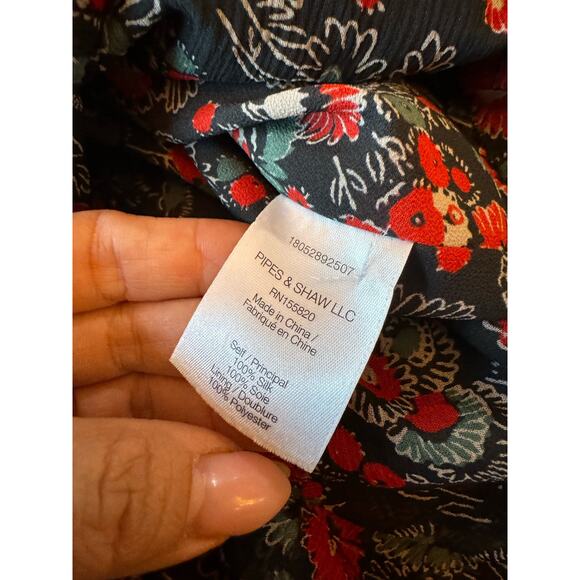 18052892507
PIPES & SHAW LLC
RN155820
Made in China /
Fabriqué en Chine
Self / Principal
100% Silk
100% Soie
Lining / Doublure
100% Polyester